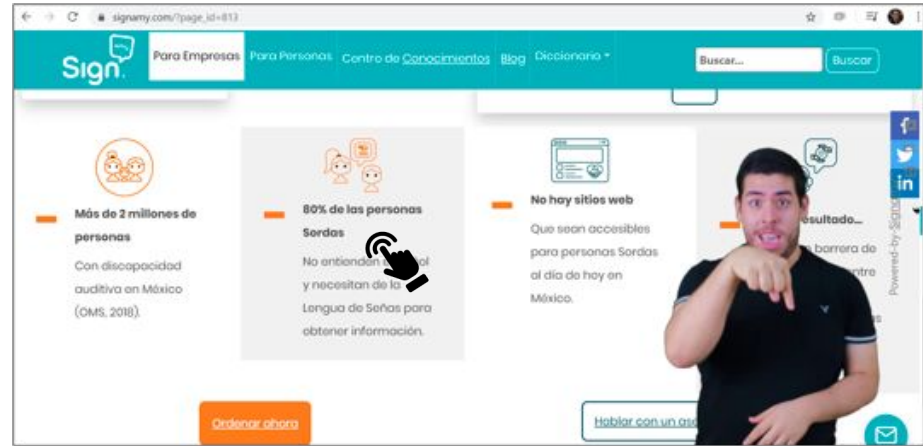 signamy.com/?page_id=813
Sign.
Para Empresas Para Personas Centro de Conocimientos Blog Diccionario
Buscar... Buscar
Más de 2 millones de
personas
Con discapacidad
auditiva en México
(OMS, 2018).
80% de las personas
Sordas
No entienden
y necesitan de la
Lengua de Señas para
obtener información.
No hay sitios web
Que sean accesibles
para personas Sordas
al día de hoy en
México.
barrera de
Powered-by-
Ordenar ahora
Hablar con un